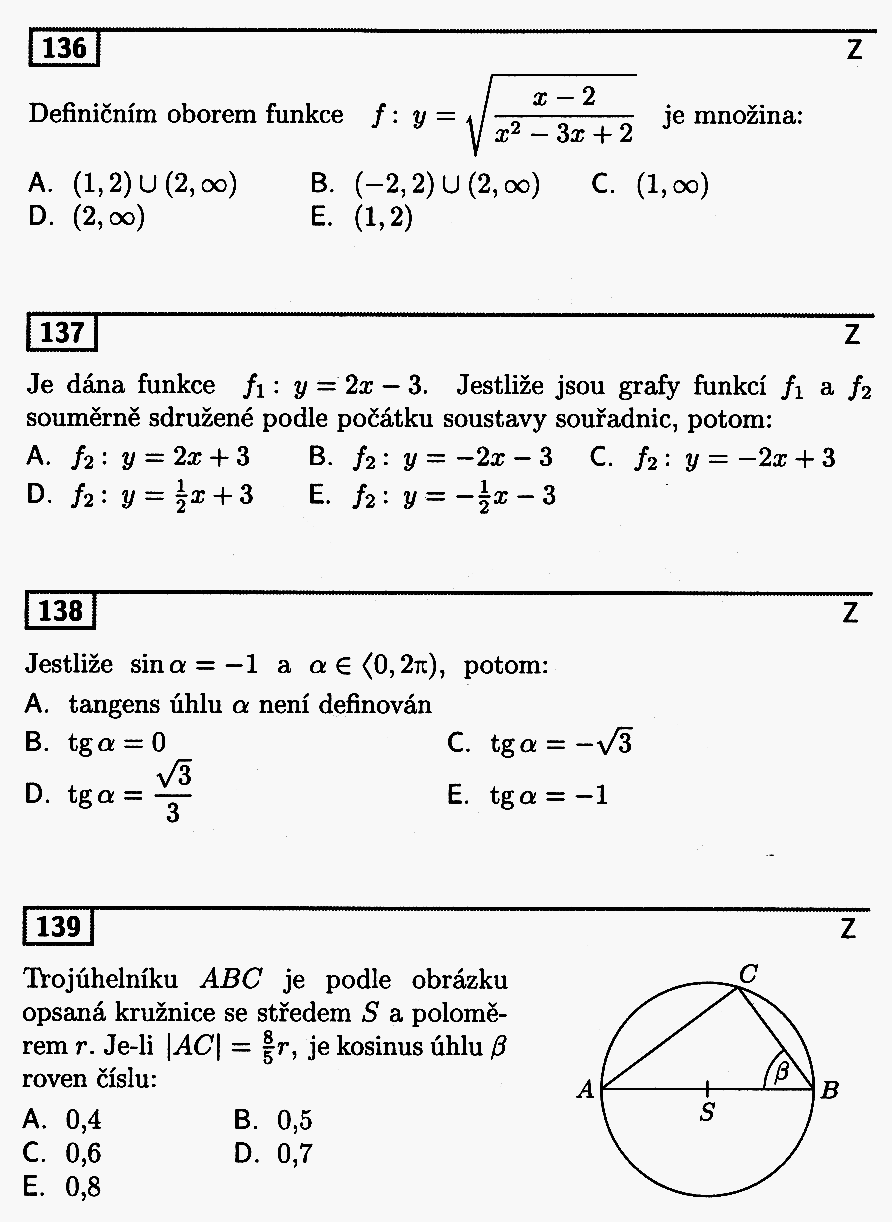 136
Z
Definičním oborem funkce f : y = √((x − 2)/(x² − 3x + 2)) je množina:
A. (1, 2) ∪ (2, ∞) B. (−2, 2) ∪ (2, ∞) C. (1, ∞)
D. (2, ∞) E. (1, 2)
137
Z
Je dána funkce f₁ : y = 2x − 3. Jestliže jsou grafy funkcí f₁ a f₂
souměrně sdružené podle počátku soustavy souřadnic, potom:
A. f₂ : y = 2x + 3 B. f₂ : y = −2x − 3 C. f₂ : y = −2x + 3
D. f₂ : y = ½x + 3 E. f₂ : y = −½x − 3
138
Z
Jestliže sin α = −1 a α ∈ ⟨0, 2π), potom:
A. tangens úhlu α není definován
B. tg α = 0 C. tg α = −√3
D. tg α = √3/3 E. tg α = −1
139
Z
Trojúhelníku ABC je podle obrázku
opsaná kružnice se středem S a polomě-
rem r. Je-li |AC| = 8/5 r, je kosinus úhlu β
roven číslu:
A. 0,4 B. 0,5
C. 0,6 D. 0,7
E. 0,8
C
A
β
B
S